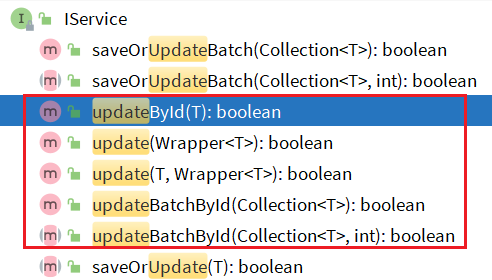 IService
saveOrUpdateBatch(Collection<T>): boolean
saveOrUpdateBatch(Collection<T>, int): boolean
updateById(T): boolean
update(Wrapper<T>): boolean
update(T, Wrapper<T>): boolean
updateBatchById(Collection<T>): boolean
updateBatchById(Collection<T>, int): boolean
saveOrUpdate(T): boolean